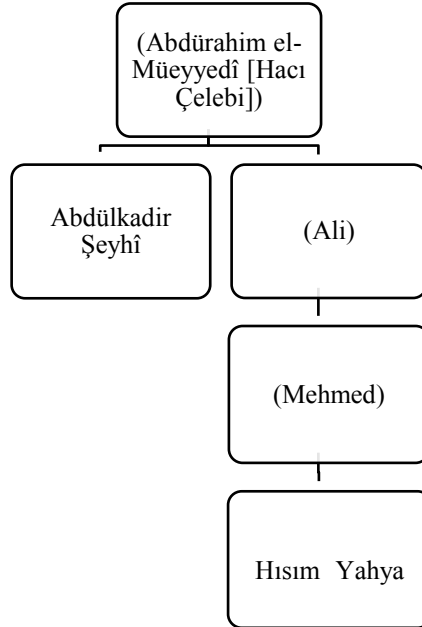 (Abdürahim el-
Müeyyedî [Hacı
Çelebi])
Abdülkadir
Şeyhî
(Ali)
(Mehmed)
Hısım Yahya